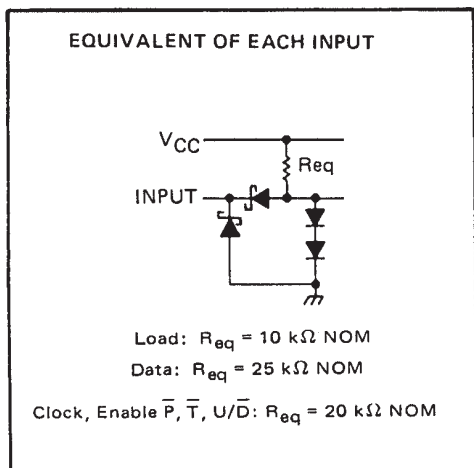 EQUIVALENT OF EACH INPUT
VCC
Req
INPUT
Load: Req = 10 kΩ NOM
Data: Req = 25 kΩ NOM
Clock, Enable P̅, T̅, U/D̅: Req = 20 kΩ NOM